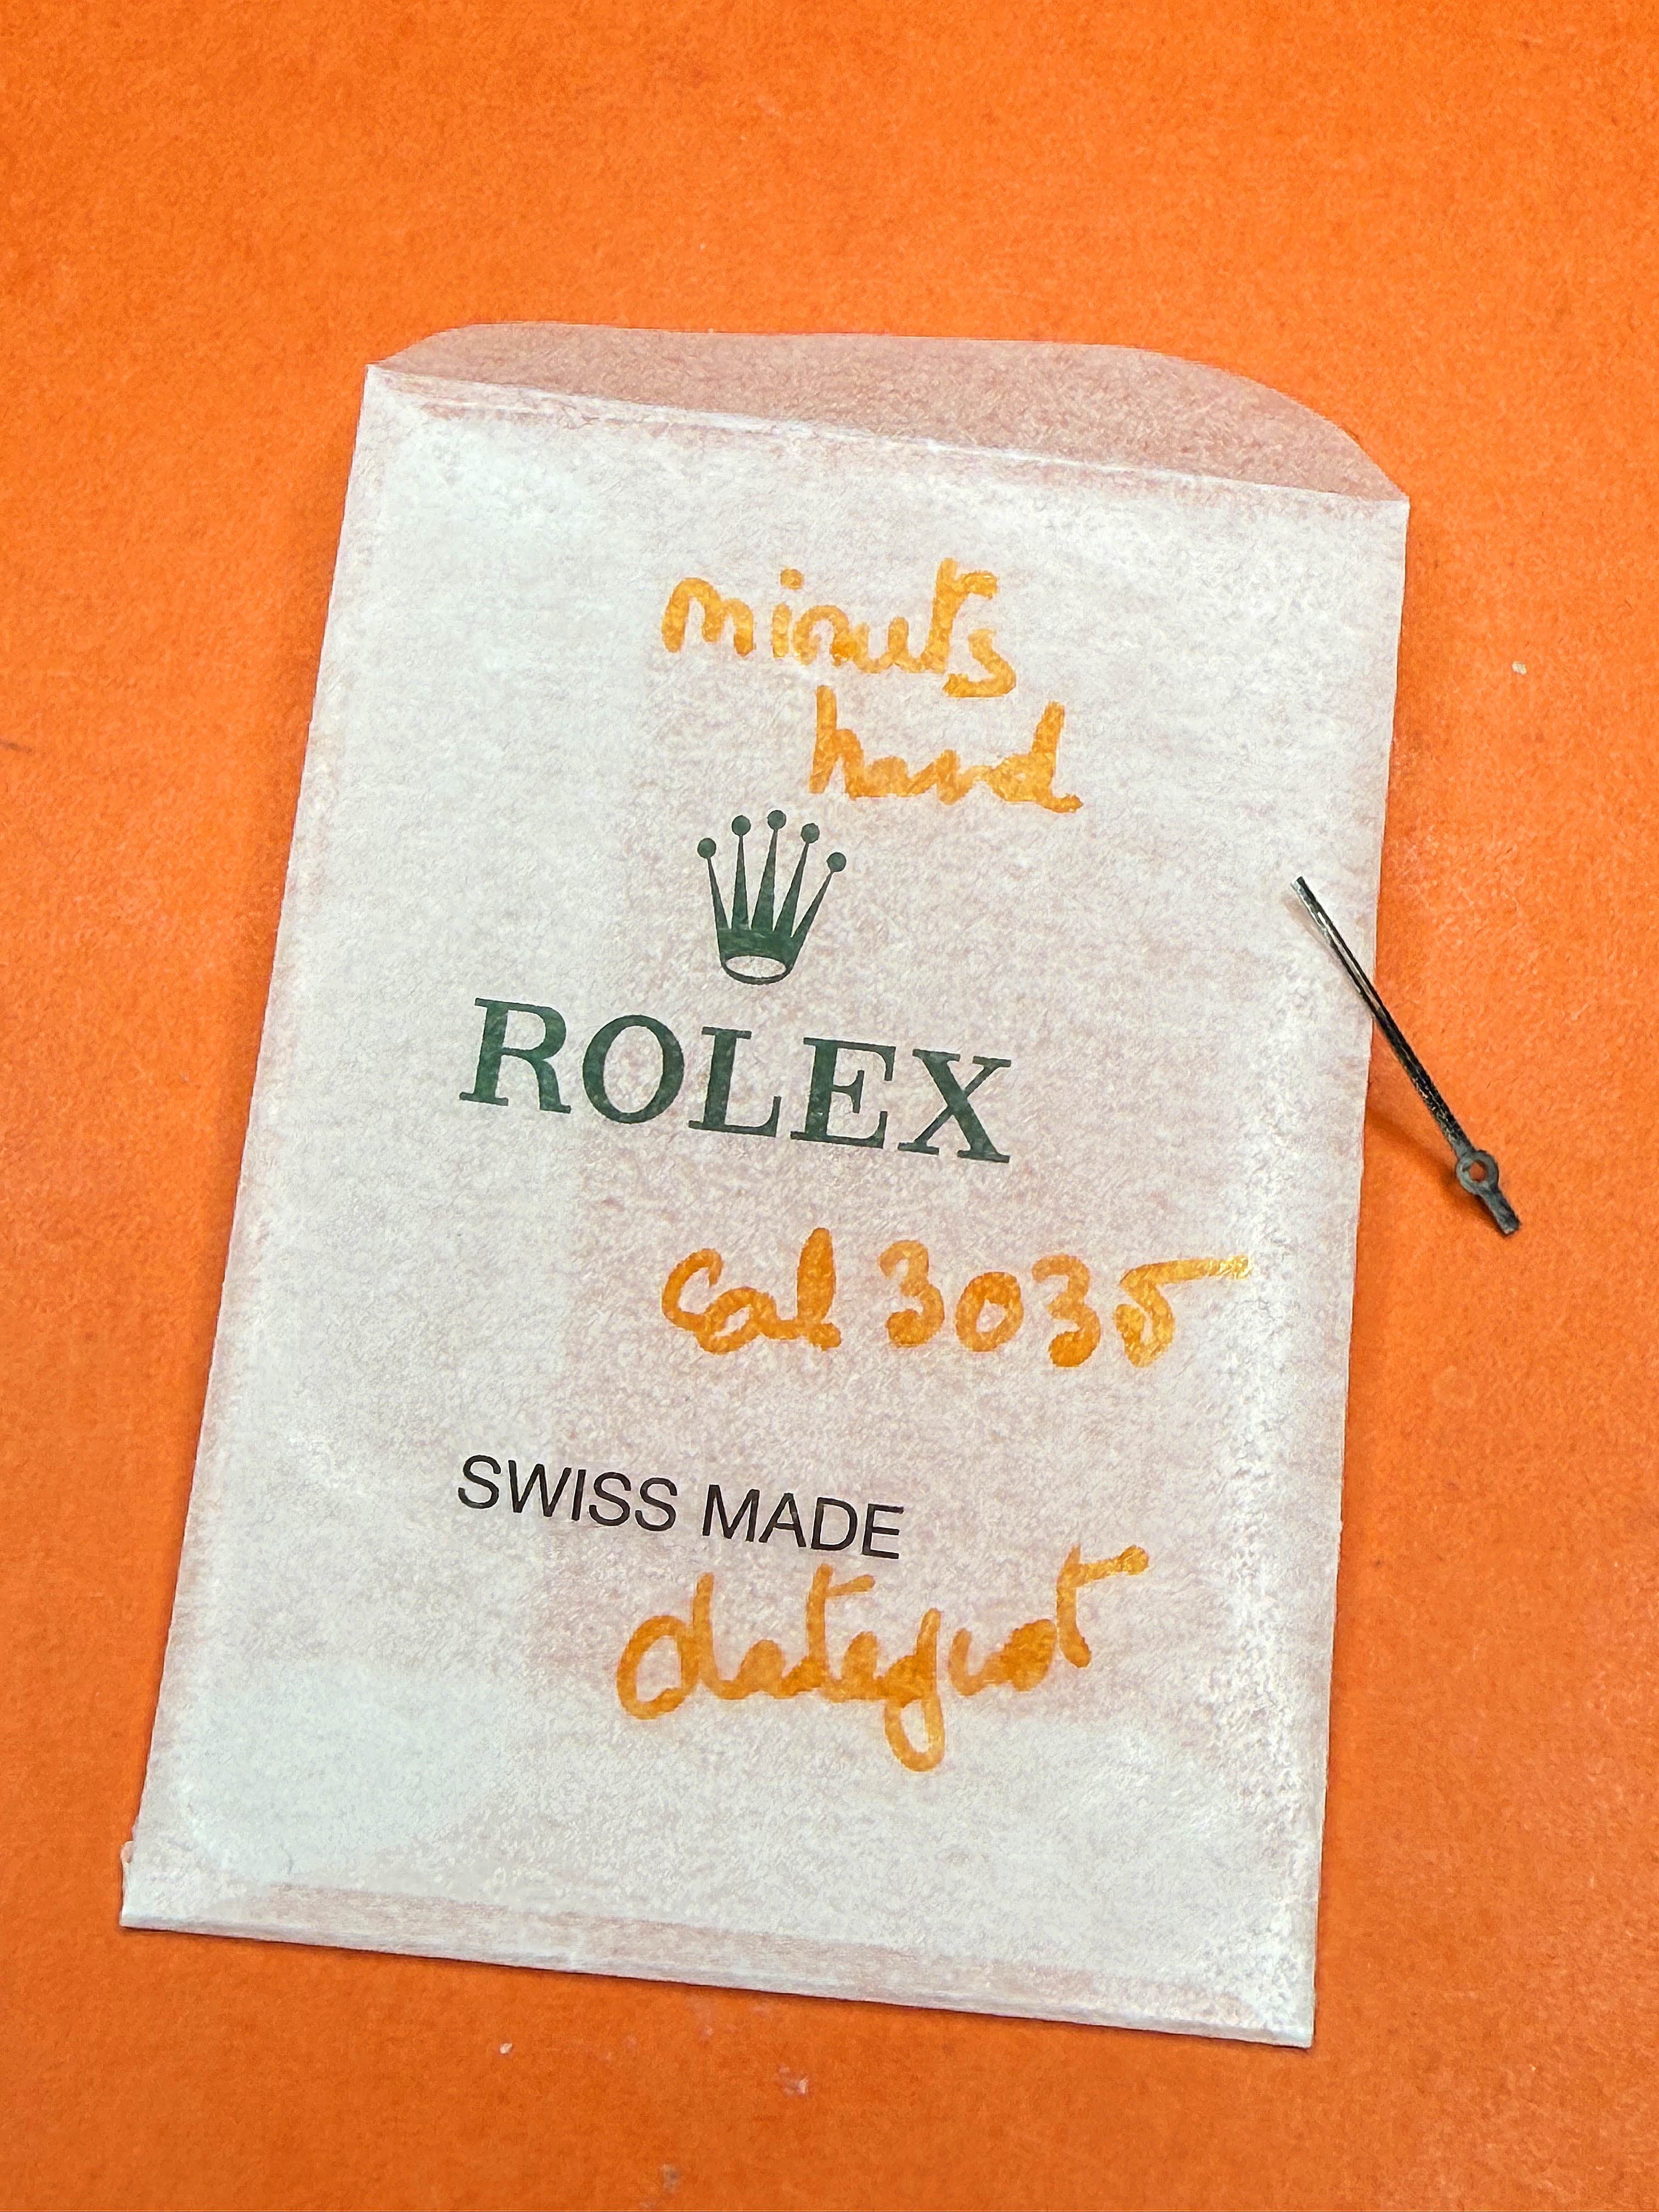 minuts
hand
ROLEX
cal 3035
SWISS MADE
datejust